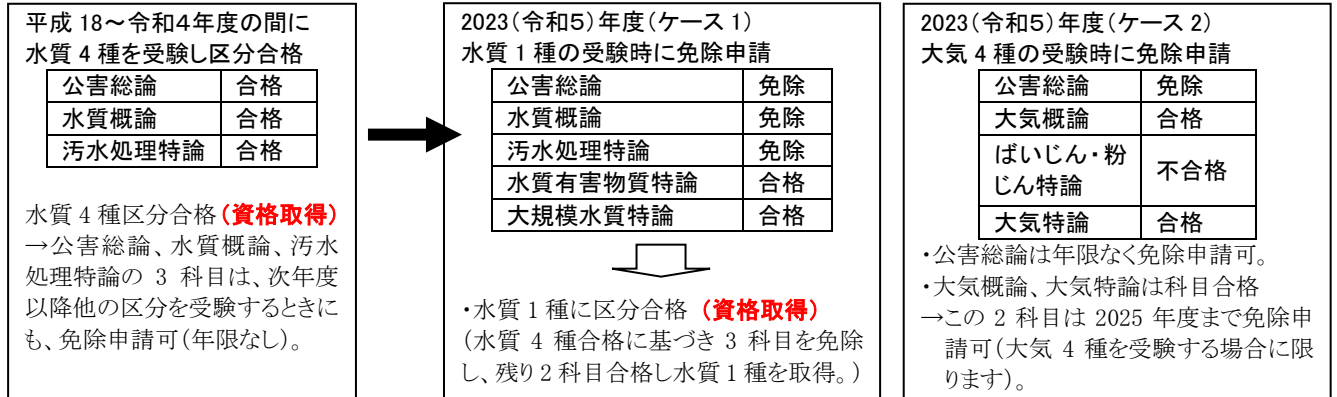 平成 18～令和４年度の間に
水質 4 種を受験し区分合格
公害総論 合格
水質概論 合格
汚水処理特論 合格
水質 4 種区分合格(資格取得)
→公害総論、水質概論、汚水
処理特論の 3 科目は、次年度
以降他の区分を受験するときに
も、免除申請可(年限なし)。
2023(令和５)年度(ケース 1)
水質 1 種の受験時に免除申請
公害総論 免除
水質概論 免除
汚水処理特論 免除
水質有害物質特論 合格
大規模水質特論 合格
・水質 1 種に区分合格 (資格取得)
(水質 4 種合格に基づき 3 科目を免除
し、残り 2 科目合格し水質 1 種を取得。)
2023(令和５)年度(ケース 2)
大気 4 種の受験時に免除申請
公害総論 免除
大気概論 合格
ばいじん・粉
じん特論 不合格
大気特論 合格
・公害総論は年限なく免除申請可。
・大気概論、大気特論は科目合格
→この 2 科目は 2025 年度まで免除申
請可(大気 4 種を受験する場合に限
ります)。